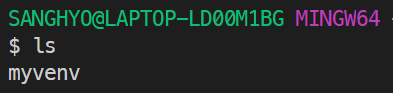 SANGHYO@LAPTOP-LD00M1BG MINGW64
$ ls
myvenv